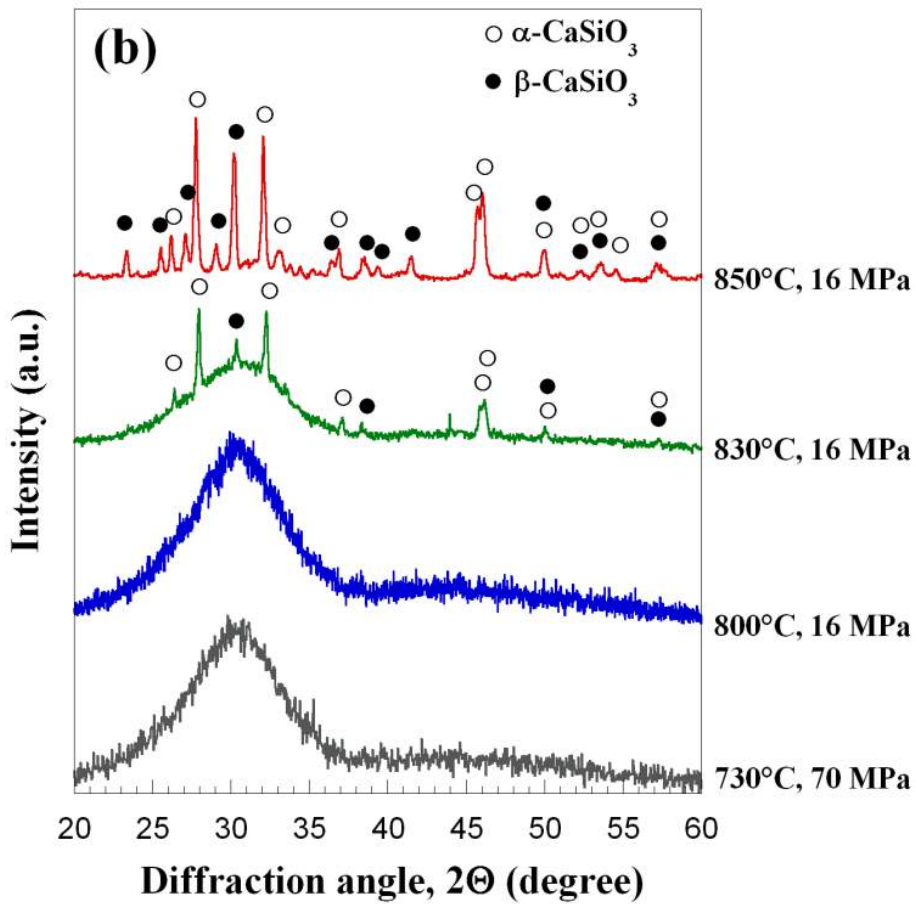 (b)
α-CaSiO3
β-CaSiO3
850°C, 16 MPa
830°C, 16 MPa
800°C, 16 MPa
730°C, 70 MPa
Intensity (a.u.)
20 25 30 35 40 45 50 55 60
Diffraction angle, 2Θ (degree)